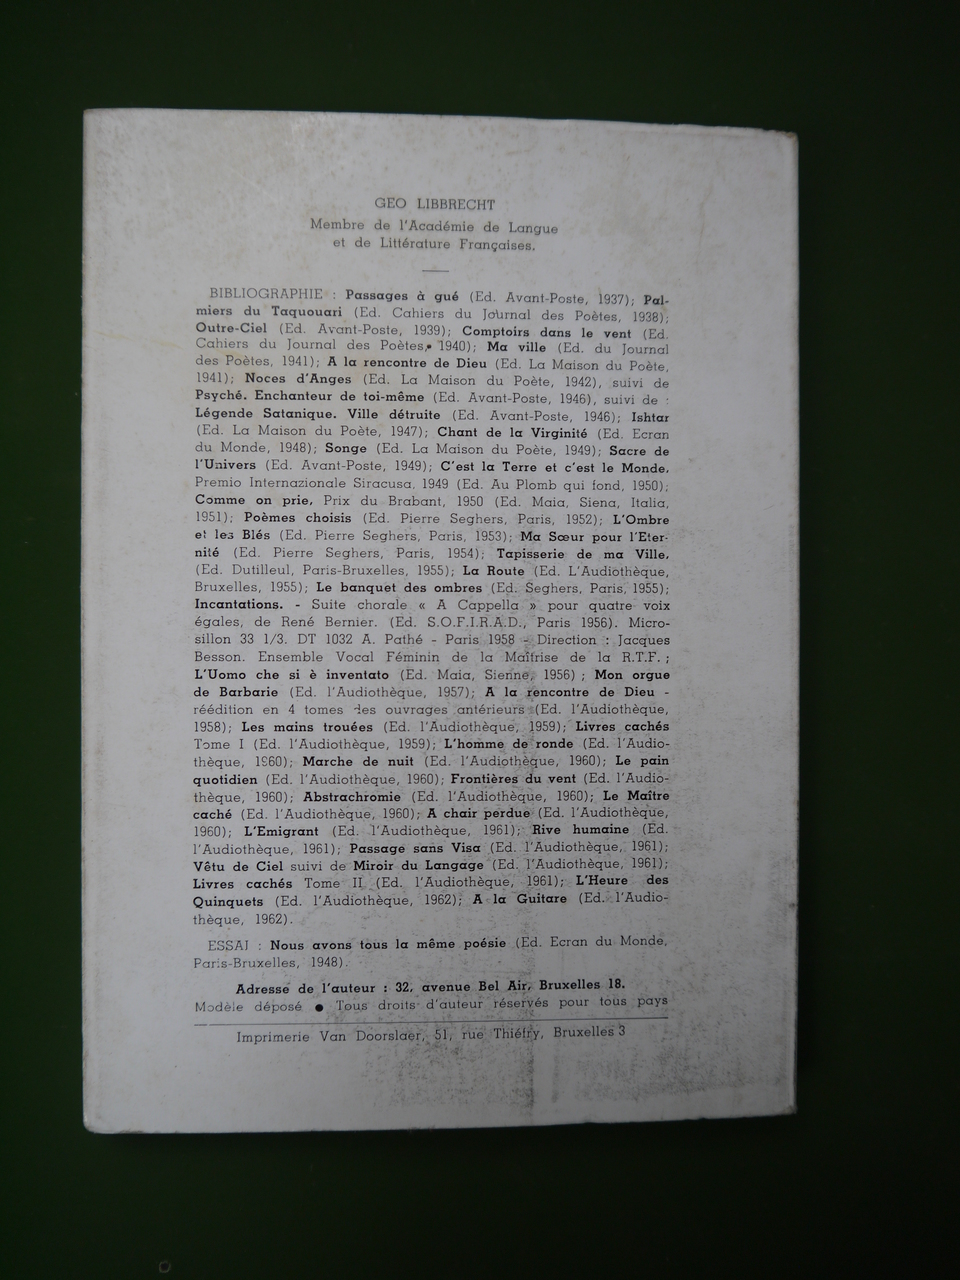 GEO LIBBRECHT
Membre de l'Académie de Langue
et de Littérature Françaises.
BIBLIOGRAPHIE : Passages à gué (Ed. Avant-Poste, 1937); Pal-
miers du Taquouari (Ed. Cahiers du Journal des Poètes, 1938);
Outre-Ciel (Ed. Avant-Poste, 1939); Comptoirs dans le vent (Ed.
Cahiers du Journal des Poètes, 1940); Ma ville (Ed. du Journal
des Poètes, 1941); A la rencontre de Dieu (Ed. La Maison du Poète,
1941); Noces d'Anges (Ed. La Maison du Poète, 1942), suivi de
Psyché. Enchanteur de toi-même (Ed. Avant-Poste, 1946), suivi de :
Légende Satanique. Ville détruite (Ed. Avant-Poste, 1946); Ishtar
(Ed. La Maison du Poète, 1947); Chant de la Virginité (Ed. Ecran
du Monde, 1948); Songe (Ed. La Maison du Poète, 1949); Sacre de
l'Univers (Ed. Avant-Poste, 1949); C'est la Terre et c'est le Monde,
Premio Internazionale Siracusa, 1949 (Ed. Au Plomb qui fond, 1950);
Comme on prie, Prix du Brabant, 1950 (Ed. Maia, Siena, Italia,
1951); Poèmes choisis (Ed. Pierre Seghers, Paris, 1952); L'Ombre
et les Blés (Ed. Pierre Seghers, Paris, 1953); Ma Sœur pour l'Eter-
nité (Ed. Pierre Seghers, Paris, 1954); Tapisserie de ma Ville,
(Ed. Dutilleul, Paris-Bruxelles, 1955); La Route (Ed. L'Audiothèque,
Bruxelles, 1955); Le banquet des ombres (Ed. Seghers, Paris, 1955);
Incantations. - Suite chorale « A Cappella » pour quatre voix
égales, de René Bernier. (Ed. S.O.F.I.R.A.D., Paris 1956). Micro-
sillon 33 1/3. DT 1032 A. Pathé - Paris 1958 - Direction : Jacques
Besson. Ensemble Vocal Féminin de la Maîtrise de la R.T.F. ;
L'Uomo che si è inventato (Ed. Maia, Sienne, 1956) ; Mon orgue
de Barbarie (Ed. l'Audiothèque, 1957); A la rencontre de Dieu -
réédition en 4 tomes des ouvrages antérieurs (Ed. l'Audiothèque,
1958); Les mains trouées (Ed. l'Audiothèque, 1959); Livres cachés
Tome I (Ed. l'Audiothèque, 1959); L'homme de ronde (Ed. l'Audio-
thèque, 1960); Marche de nuit (Ed. l'Audiothèque, 1960); Le pain
quotidien (Ed. l'Audiothèque, 1960); Frontières du vent (Ed. l'Audio-
thèque, 1960); Abstrachromie (Ed. l'Audiothèque, 1960); Le Maître
caché (Ed. l'Audiothèque, 1960); A chair perdue (Ed. l'Audiothèque,
1960); L'Emigrant (Ed. l'Audiothèque, 1961); Rive humaine (Ed.
l'Audiothèque, 1961); Passage sans Visa (Ed. l'Audiothèque, 1961);
Vêtu de Ciel suivi de Miroir du Langage (Ed. l'Audiothèque, 1961);
Livres cachés Tome II (Ed. l'Audiothèque, 1961); L'Heure des
Quinquets (Ed. l'Audiothèque, 1962); A la Guitare (Ed. l'Audio-
thèque, 1962).
ESSAI : Nous avons tous la même poésie (Ed. Ecran du Monde,
Paris-Bruxelles, 1948).
Adresse de l'auteur : 32, avenue Bel Air, Bruxelles 18.
Modèle déposé ● Tous droits d'auteur réservés pour tous pays
Imprimerie Van Doorslaer, 51, rue Thiéfry, Bruxelles 3